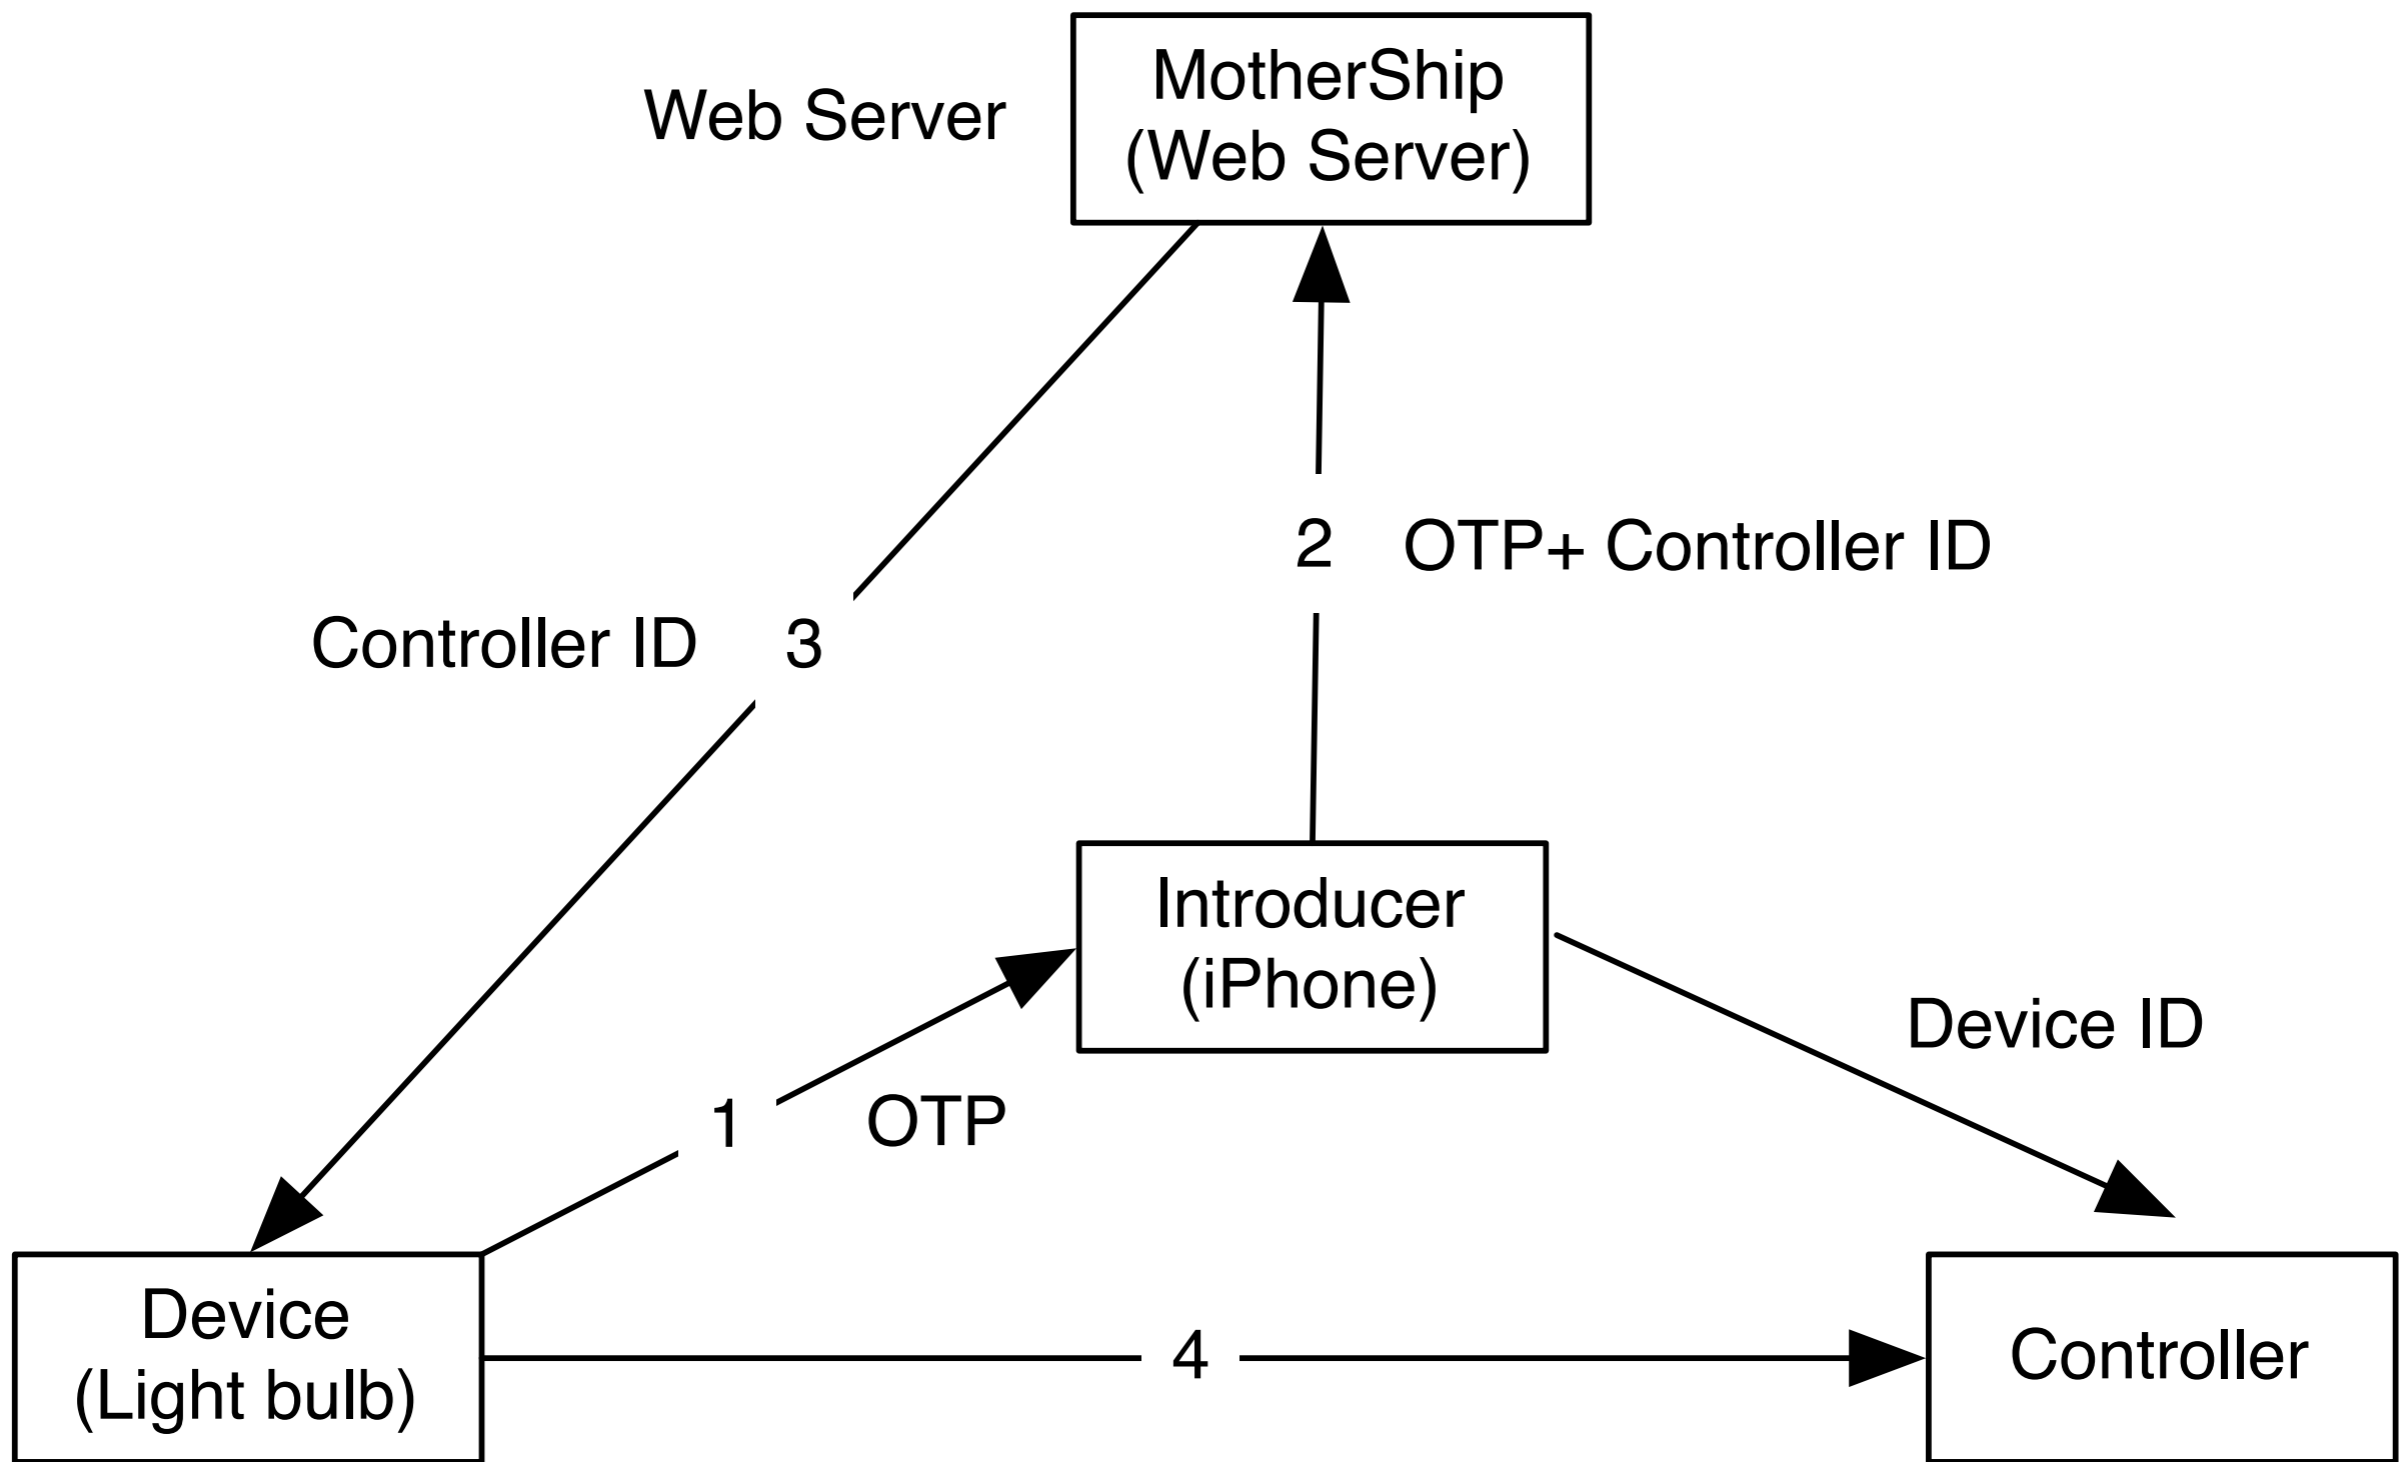 MotherShip
(Web Server)
Web Server
2 OTP+ Controller ID
Controller ID 3
Introducer
(iPhone)
Device ID
1 OTP
Device
(Light bulb)
4
Controller